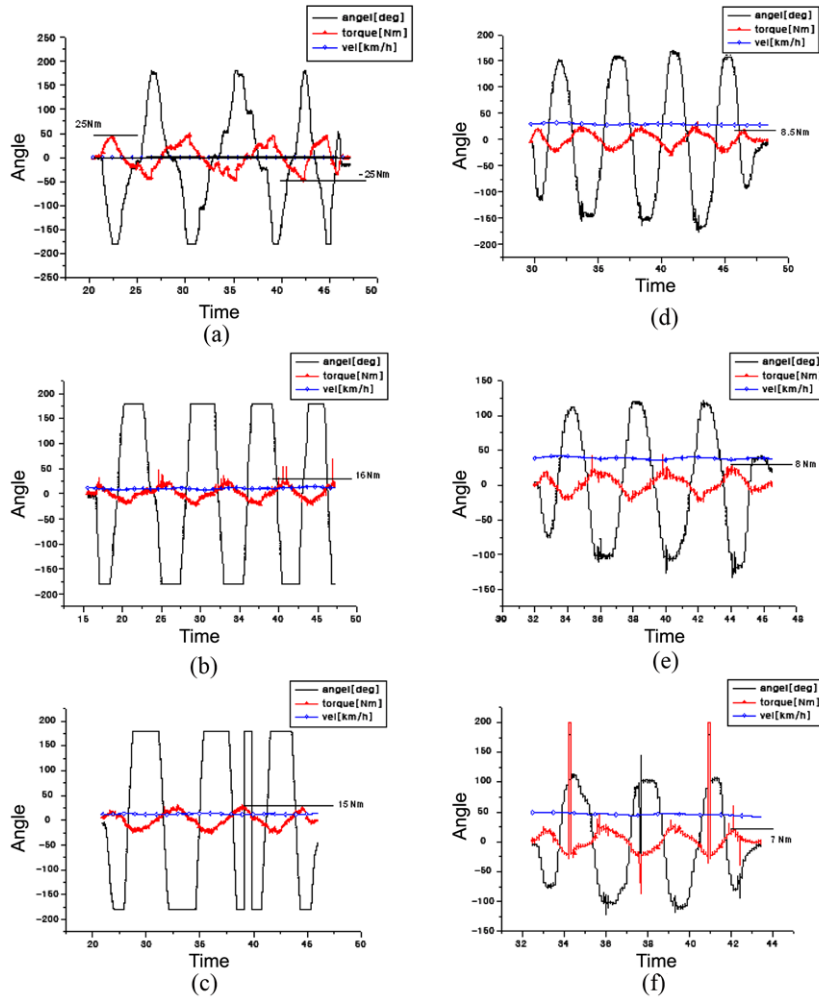 angel[deg]
torque[Nm]
vel[km/h]
250
200
150
100
50
0
-50
-100
-150
-200
-250
Angle
25Nm
-25Nm
20 25 30 35 40 45 50
Time
(a)
angel[deg]
torque[Nm]
vel[km/h]
200
150
100
50
0
-50
-100
-150
-200
Angle
8.5Nm
30 35 40 45 50
Time
(d)
angel[deg]
torque[Nm]
vel[km/h]
200
150
100
50
0
-50
-100
-150
-200
Angle
16Nm
15 20 25 30 35 40 45 50
Time
(b)
angel[deg]
torque[Nm]
vel[km/h]
150
100
50
0
-50
-100
-150
Angle
8Nm
30 32 34 36 38 40 42 44 46 48
Time
(e)
angel[deg]
torque[Nm]
vel[km/h]
200
150
100
50
0
-50
-100
-150
-200
Angle
15Nm
20 25 30 35 40 45 50
Time
(c)
angel[deg]
torque[Nm]
vel[km/h]
200
150
100
50
0
-50
-100
-150
Angle
7 Nm
32 34 36 38 40 42 44
Time
(f)